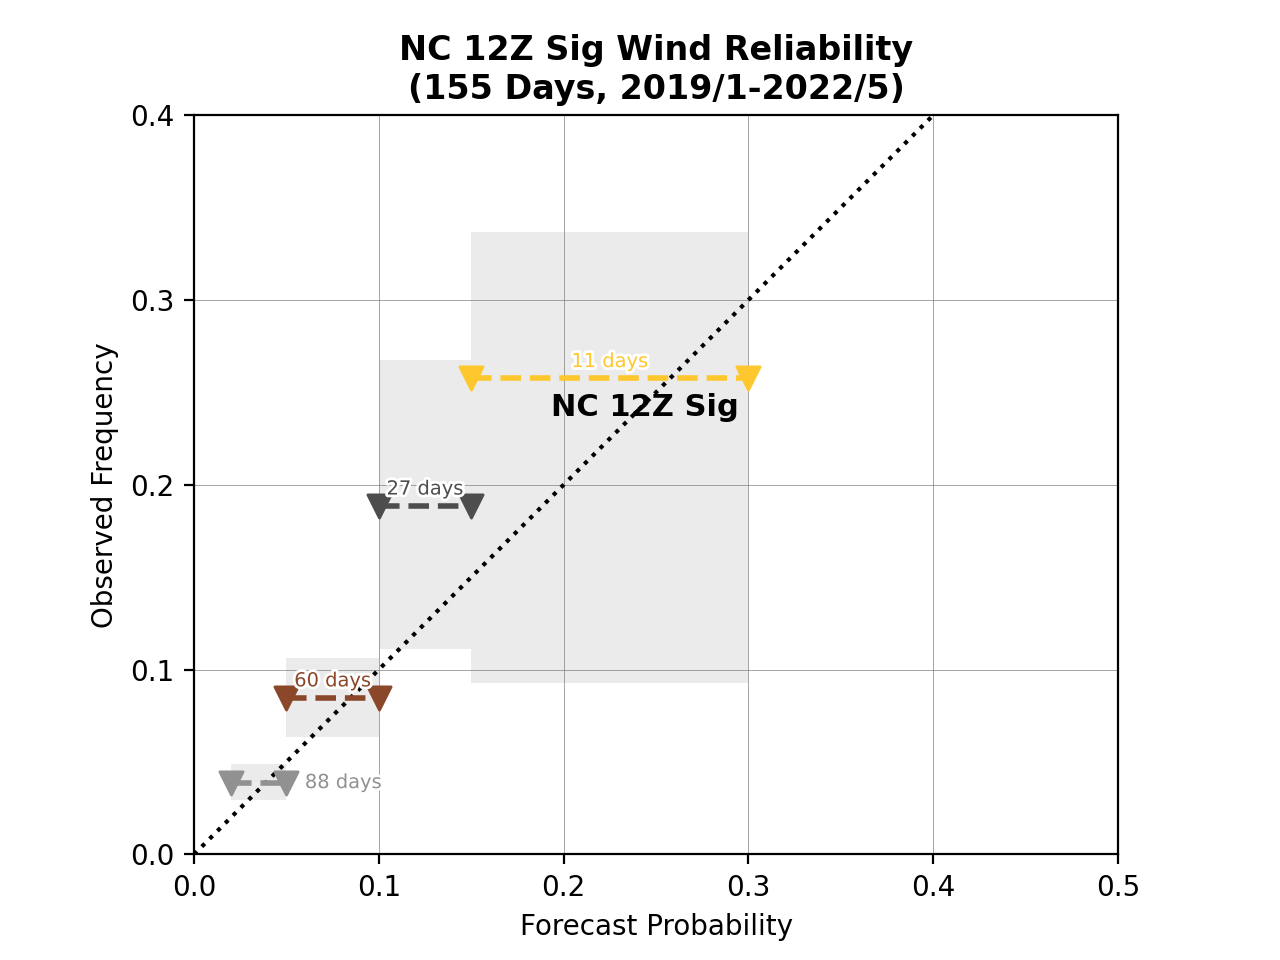 NC 12Z Sig Wind Reliability
(155 Days, 2019/1-2022/5)
0.4
0.3
0.2
0.1
0.0
Observed Frequency
11 days
NC 12Z Sig
27 days
60 days
88 days
0.0 0.1 0.2 0.3 0.4 0.5
Forecast Probability